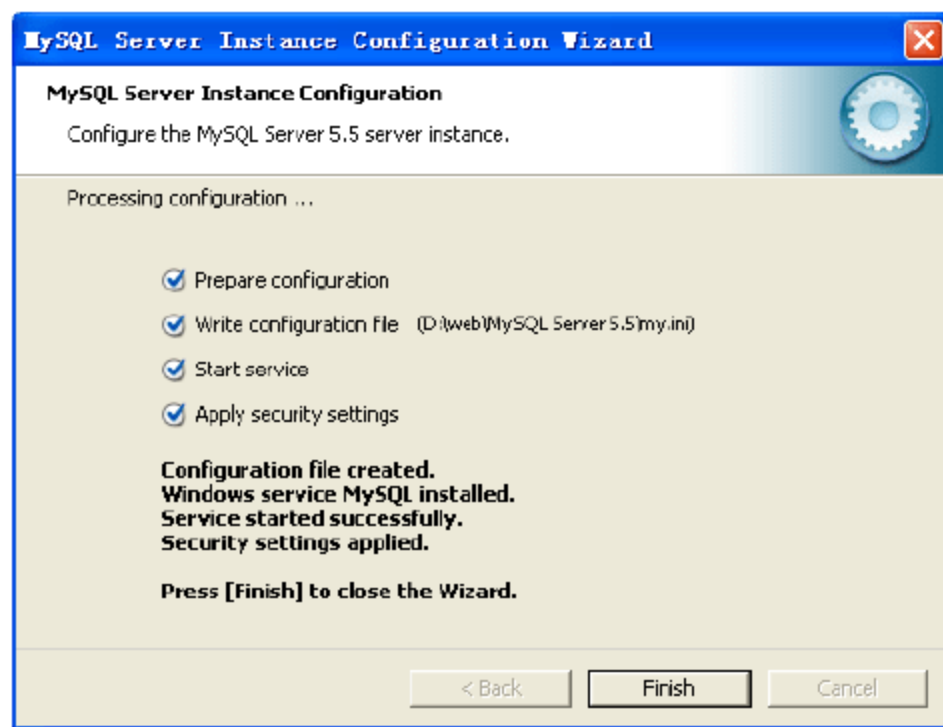 MySQL Server Instance Configuration Wizard
MySQL Server Instance Configuration
Configure the MySQL Server 5.5 server instance.
Processing configuration ...
Prepare configuration
Write configuration file (D:\web\MySQL Server 5.5\my.ini)
Start service
Apply security settings
Configuration file created.
Windows service MySQL installed.
Service started successfully.
Security settings applied.
Press [Finish] to close the Wizard.
< Back Finish Cancel